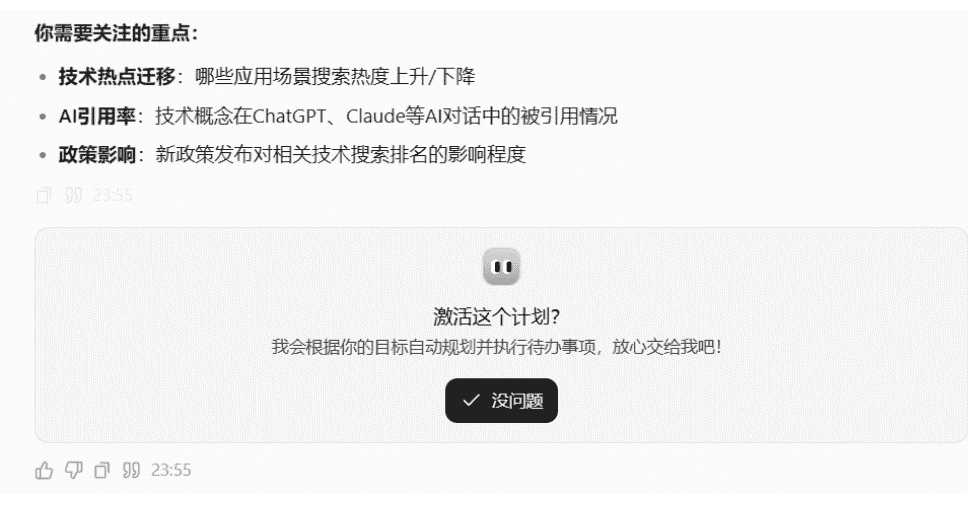 你需要关注的重点：
• 技术热点迁移：哪些应用场景搜索热度上升/下降
• AI引用率：技术概念在ChatGPT、Claude等AI对话中的被引用情况
• 政策影响：新政策发布对相关技术搜索排名的影响程度
23:55
激活这个计划？
我会根据你的目标自动规划并执行待办事项，放心交给我吧！
没问题
23:55